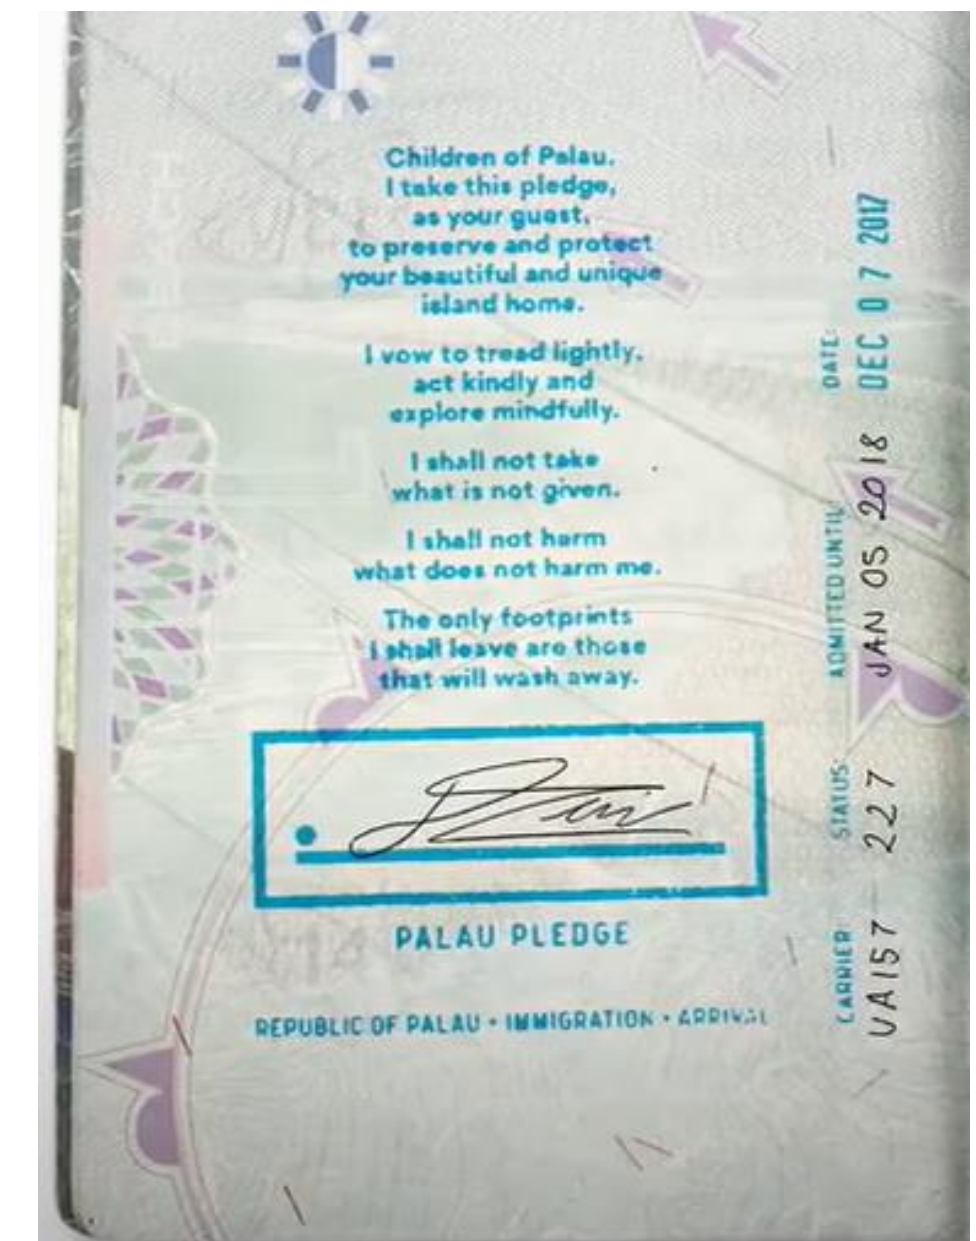 Children of Palau,
I take this pledge,
as your guest,
to preserve and protect
your beautiful and unique
island home.
I vow to tread lightly,
act kindly and
explore mindfully.
I shall not take
what is not given.
I shall not harm
what does not harm me.
The only footprints
I shall leave are those
that will wash away.
PALAU PLEDGE
REPUBLIC OF PALAU • IMMIGRATION • ARRIVAL
CARRIER: STATUS: ADMITTED UNTIL: DATE:
UA157 227 JAN 05 2018 DEC 07 2017